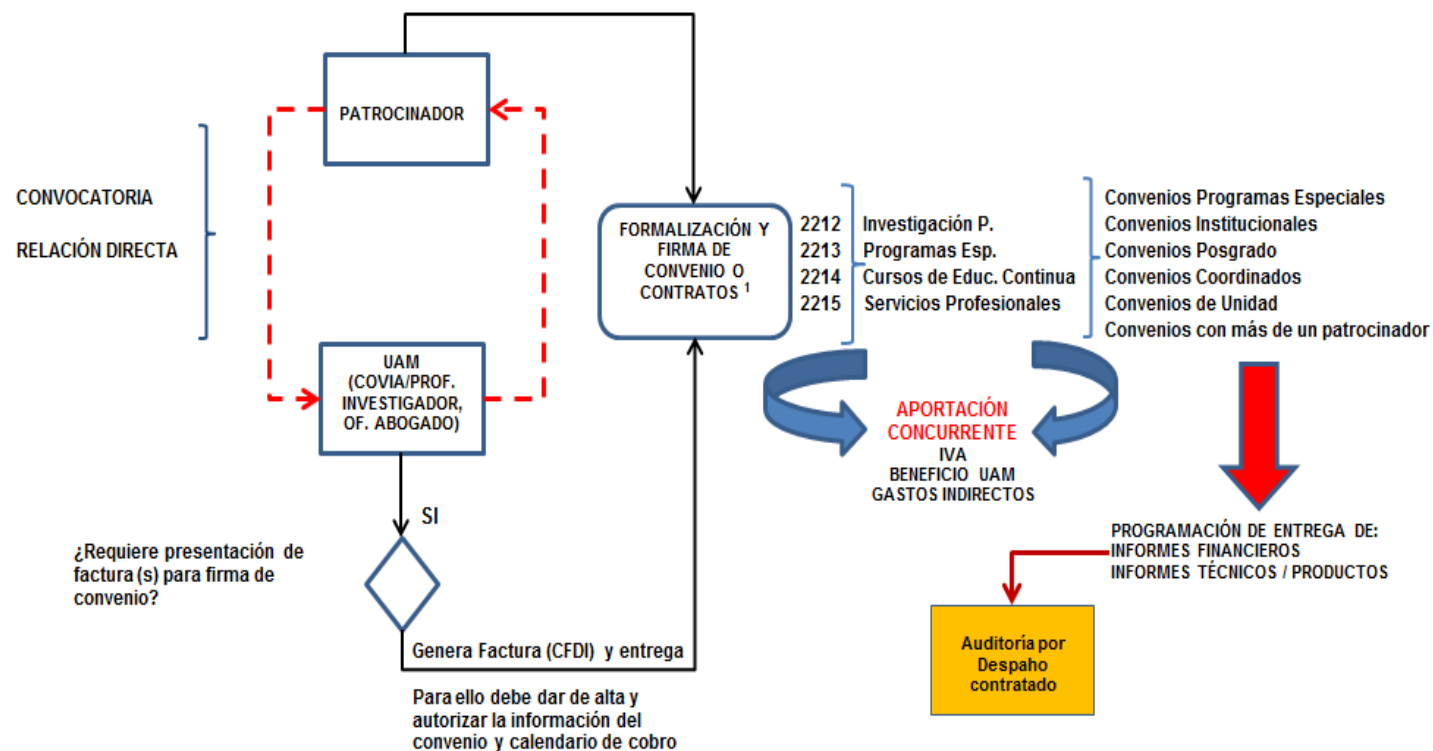 PATROCINADOR
CONVOCATORIA
RELACIÓN DIRECTA
UAM
(COVIA/PROF.
INVESTIGADOR,
OF. ABOGADO)
SI
¿Requiere presentación de
factura (s) para firma de
convenio?
Genera Factura (CFDI) y entrega
Para ello debe dar de alta y
autorizar la información del
convenio y calendario de cobro
FORMALIZACIÓN Y
FIRMA DE
CONVENIO O
CONTRATOS 1
2212 Investigación P.
2213 Programas Esp.
2214 Cursos de Educ. Continua
2215 Servicios Profesionales
Convenios Programas Especiales
Convenios Institucionales
Convenios Posgrado
Convenios Coordinados
Convenios de Unidad
Convenios con más de un patrocinador
APORTACIÓN
CONCURRENTE
IVA
BENEFICIO UAM
GASTOS INDIRECTOS
PROGRAMACIÓN DE ENTREGA DE:
INFORMES FINANCIEROS
INFORMES TÉCNICOS / PRODUCTOS
Auditoría por
Despaho
contratado